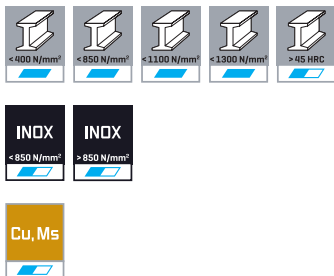 <400 N/mm² <850 N/mm² <1100 N/mm² <1300 N/mm² >45 HRC
INOX INOX
<850 N/mm² >850 N/mm²
Cu, Ms